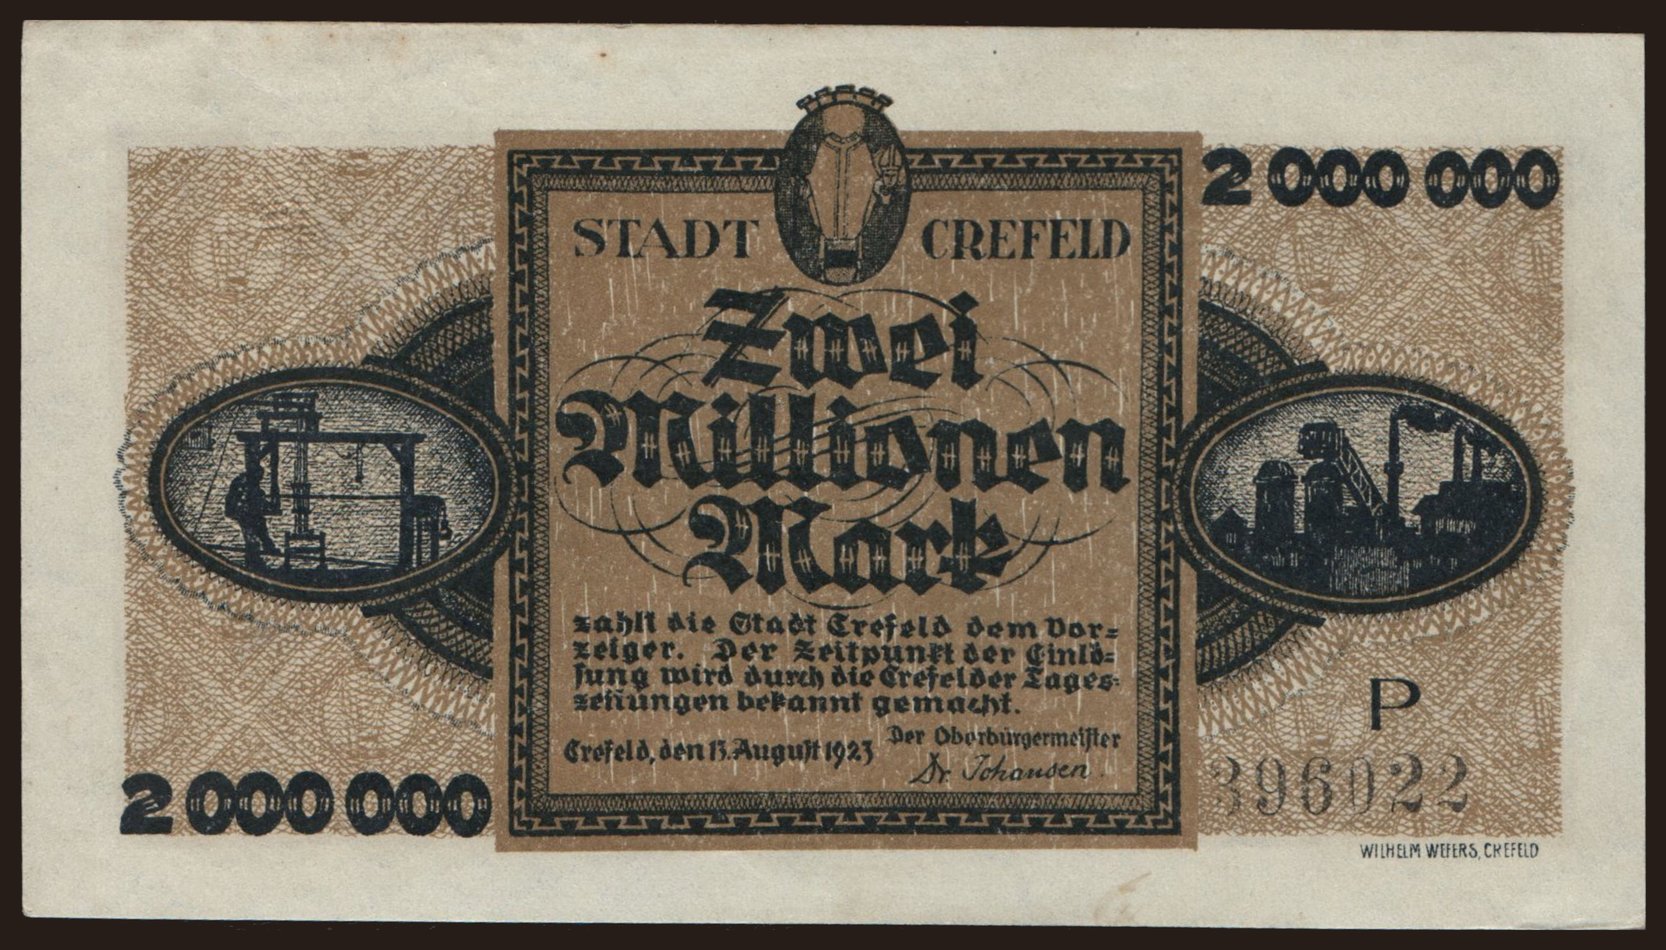 2 000 000
STADT CREFELD
Zwei
Millionen
Mark
zahlt die Stadt Crefeld dem Vor=
zeiger. Der Zeitpunkt der Einlö=
sung wird durch die Crefelder Tages=
zeitungen bekannt gemacht.
Crefeld, den 13. August 1923
Der Oberbürgermeister
Dr. Johansen.
P
396022
2 000 000
WILHELM WEFERS, CREFELD